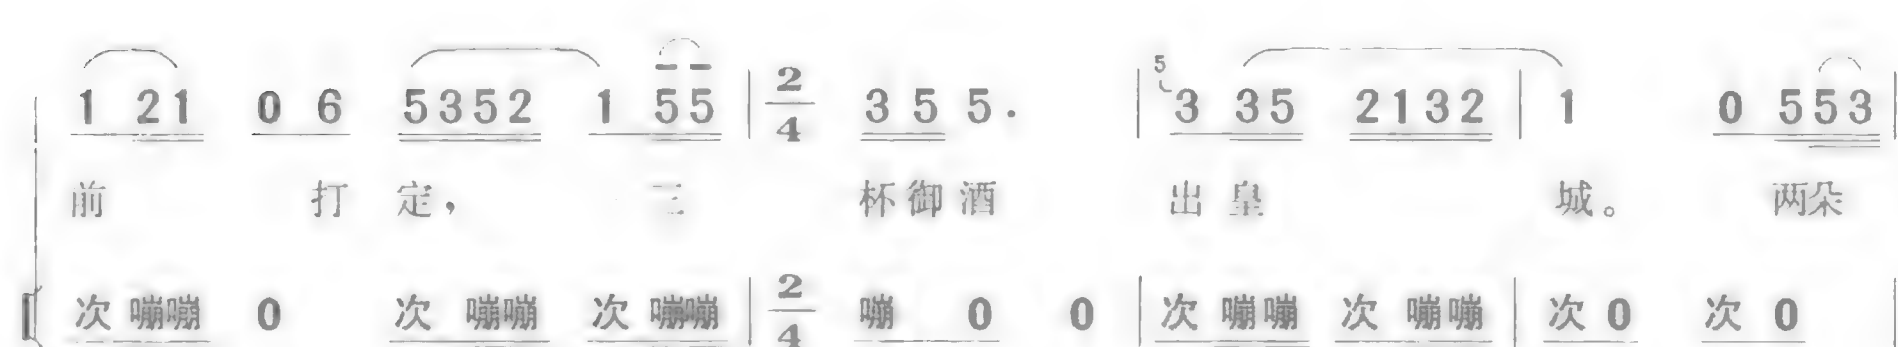 1 21 0 6 5352 1 55 | 2/4 3 5 5. | 5 3 35 2132 | 1 0 553 |
前 打 定， 三 杯 御 酒 出 皇 城。 两朵
次 嘣嘣 0 次 嘣嘣 次 嘣嘣 | 2/4 嘣 0 0 | 次 嘣嘣 次 嘣嘣 | 次 0 次 0 |